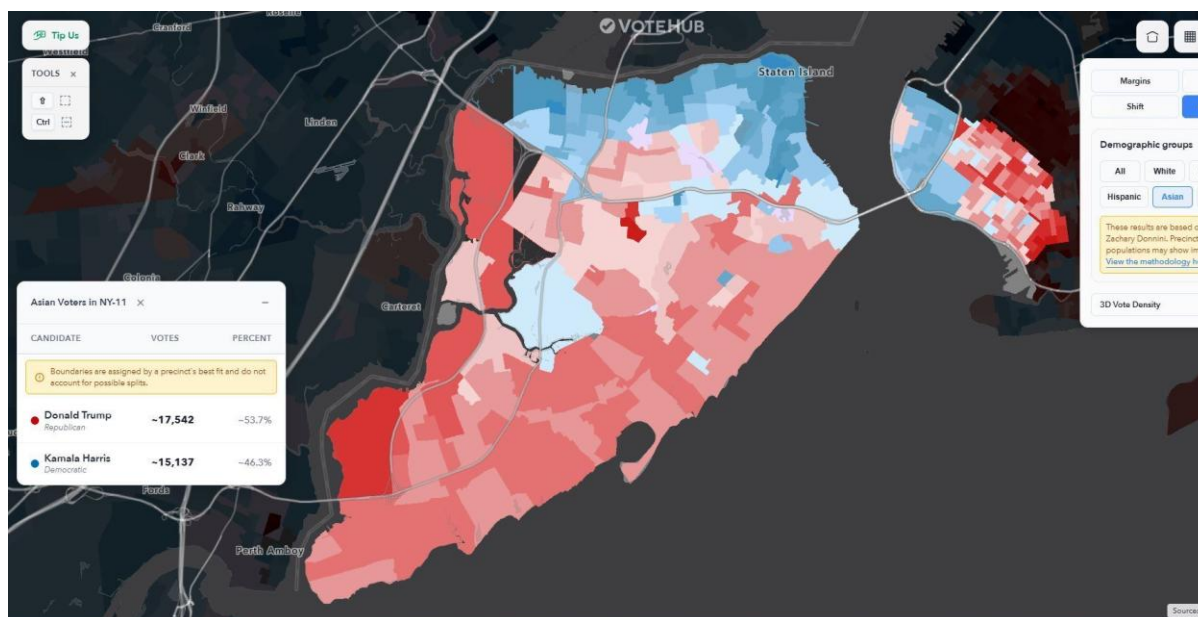 Tip Us
VOTEHUB
TOOLS ×
Ctrl
Cranford
Winfield
Linden
Clark
Rahway
Colonia
Carteret
Fords
Perth Amboy
Staten Island
Asian Voters in NY-11 × –
CANDIDATE VOTES PERCENT
Boundaries are assigned by a precinct's best fit and do not
account for possible splits.
Donald Trump ~17,542 ~53.7%
Republican
Kamala Harris ~15,137 ~46.3%
Democratic
Margins
Shift
Demographic groups
All White
Hispanic Asian
These results are based
Zachary Donnini. Precinct
populations may show
View the methodology
3D Vote Density
Sources